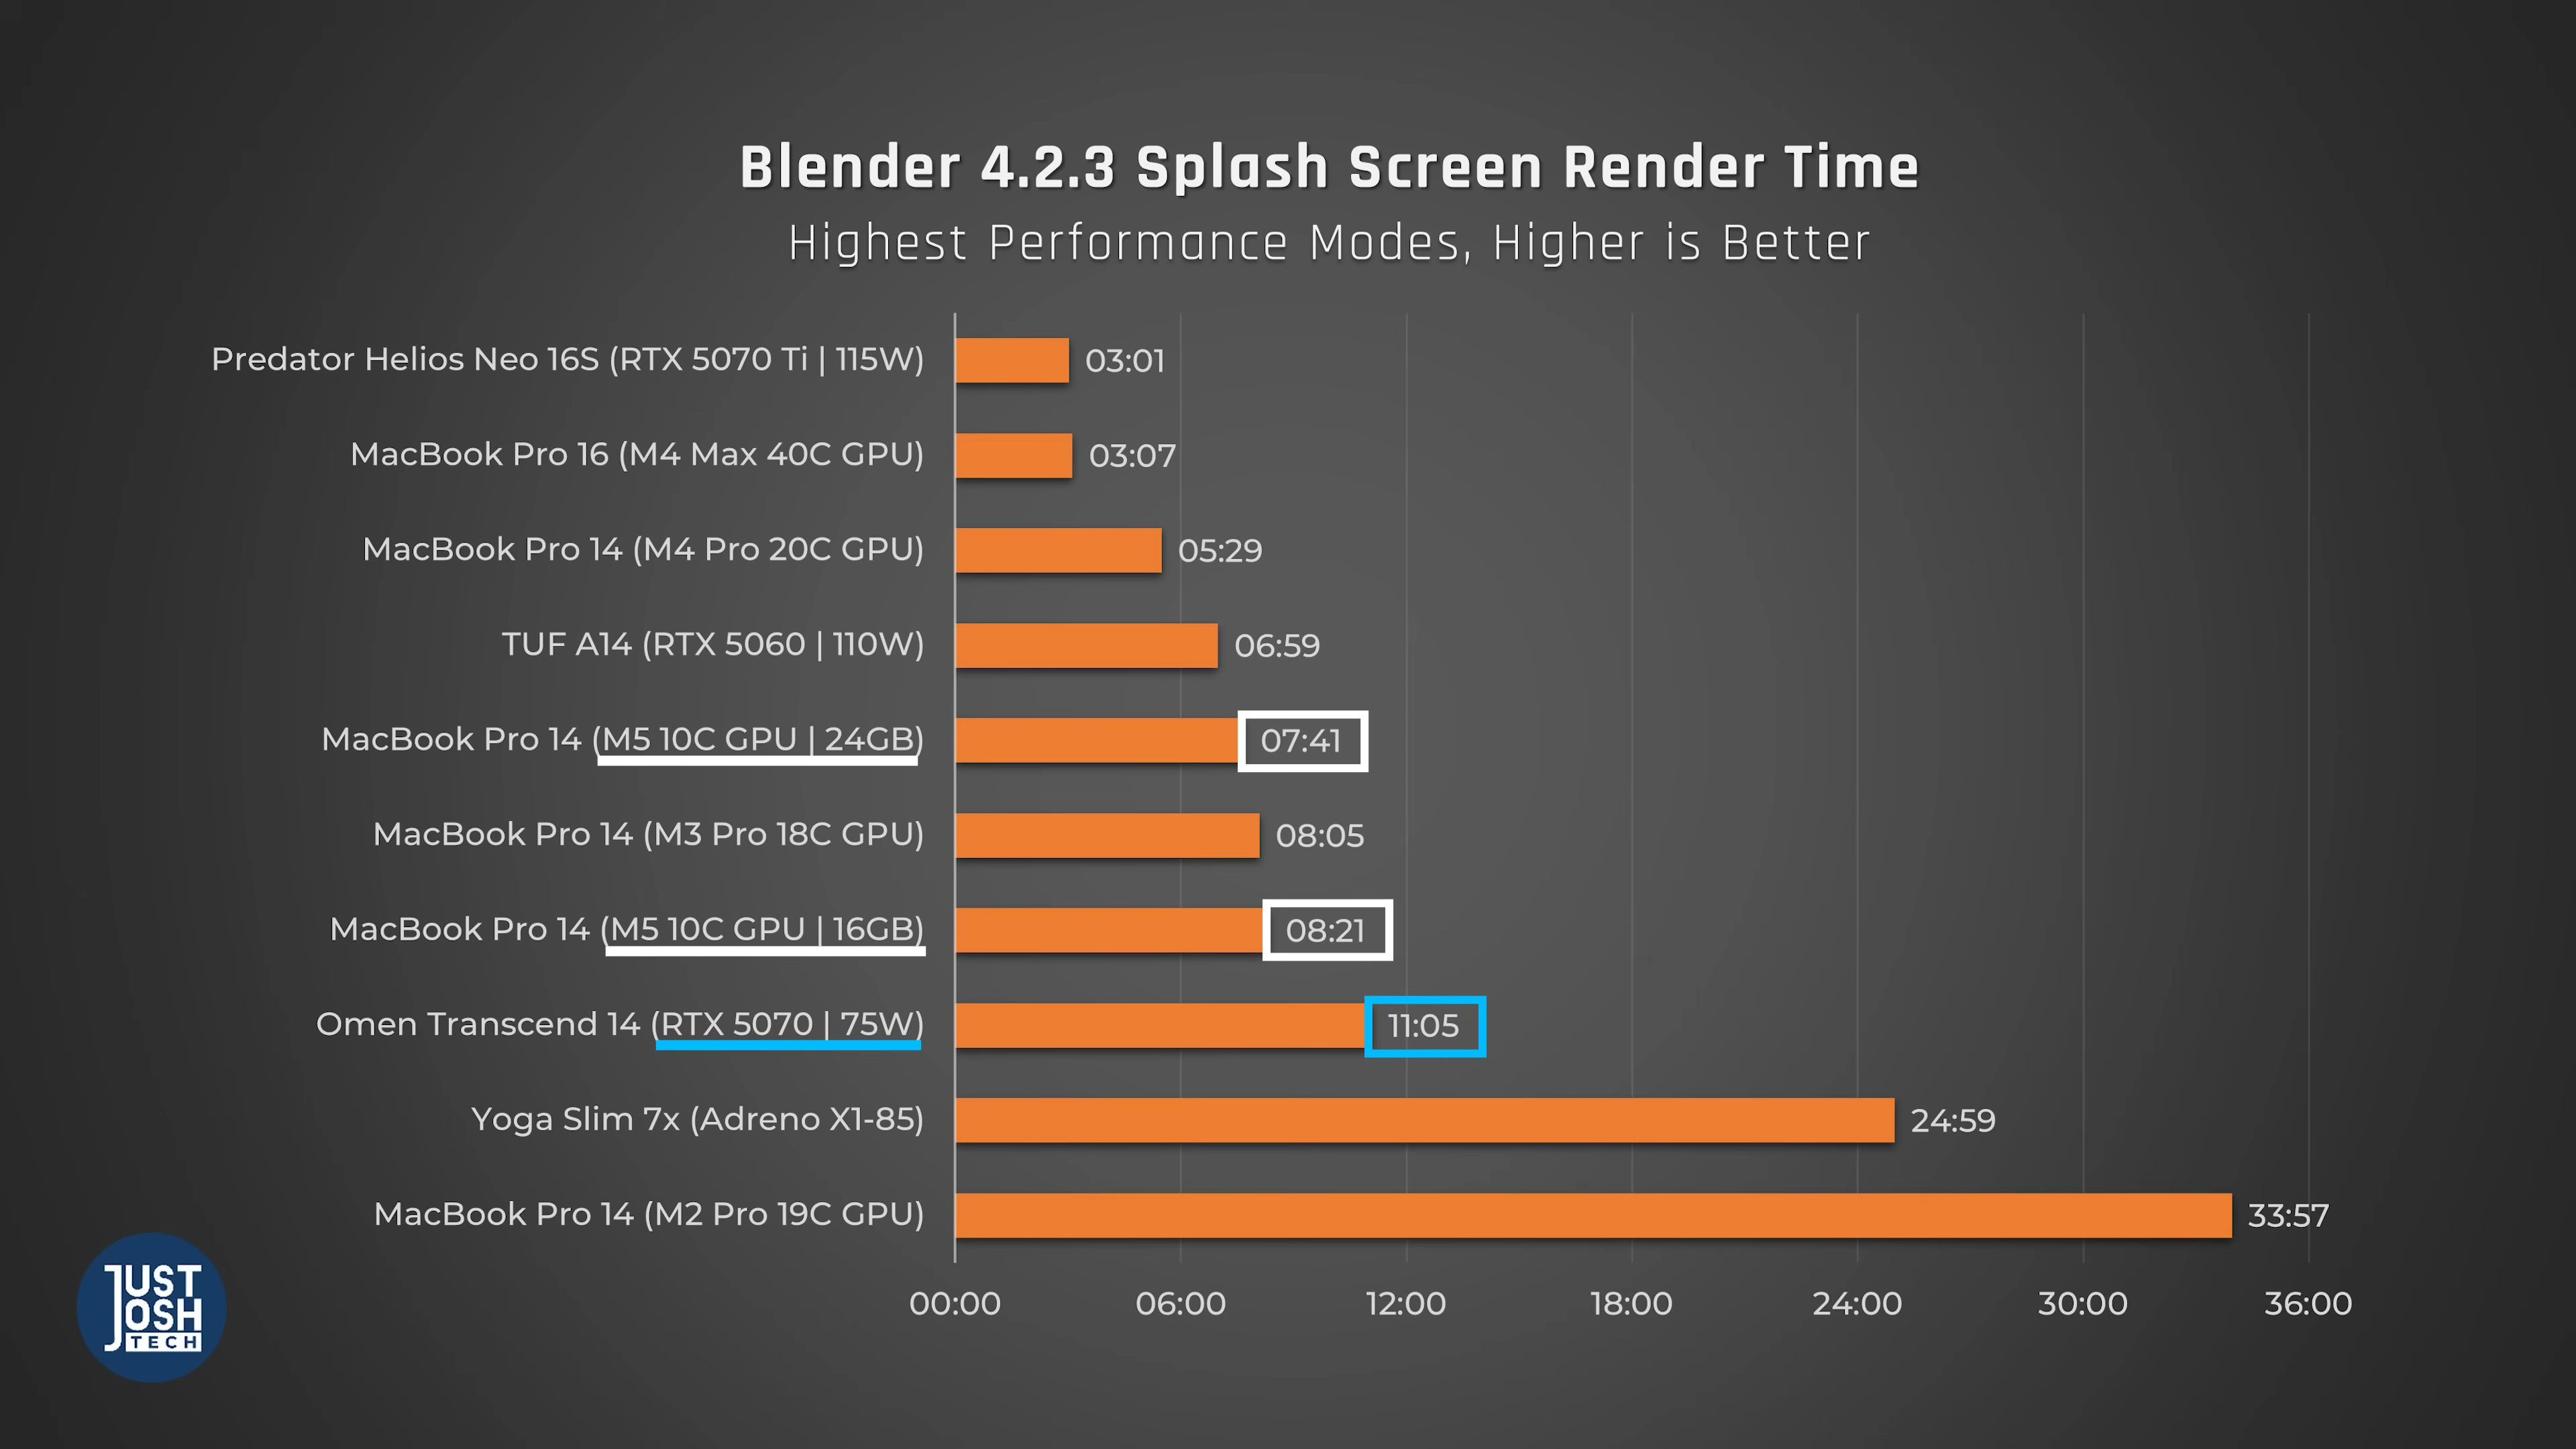 Blender 4.2.3 Splash Screen Render Time
Highest Performance Modes, Higher is Better
Predator Helios Neo 16S (RTX 5070 Ti | 115W) 03:01
MacBook Pro 16 (M4 Max 40C GPU) 03:07
MacBook Pro 14 (M4 Pro 20C GPU) 05:29
TUF A14 (RTX 5060 | 110W) 06:59
MacBook Pro 14 (M5 10C GPU | 24GB) 07:41
MacBook Pro 14 (M3 Pro 18C GPU) 08:05
MacBook Pro 14 (M5 10C GPU | 16GB) 08:21
Omen Transcend 14 (RTX 5070 | 75W) 11:05
Yoga Slim 7x (Adreno X1-85) 24:59
MacBook Pro 14 (M2 Pro 19C GPU) 33:57
00:00 06:00 12:00 18:00 24:00 30:00 36:00
JUST
JOSH
TECH